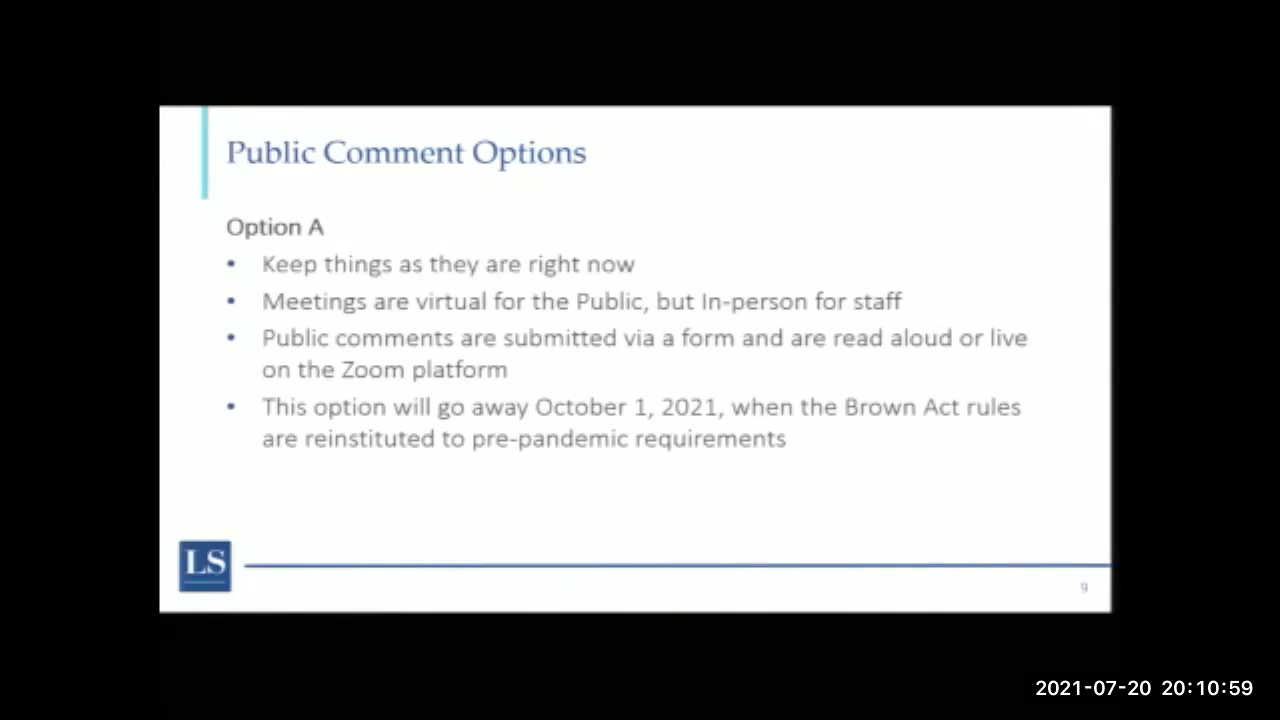 Public Comment Options
Option A
• Keep things as they are right now
• Meetings are virtual for the Public, but In-person for staff
• Public comments are submitted via a form and are read aloud or live
on the Zoom platform
• This option will go away October 1, 2021, when the Brown Act rules
are reinstituted to pre-pandemic requirements
LS
9
2021-07-20 20:10:59